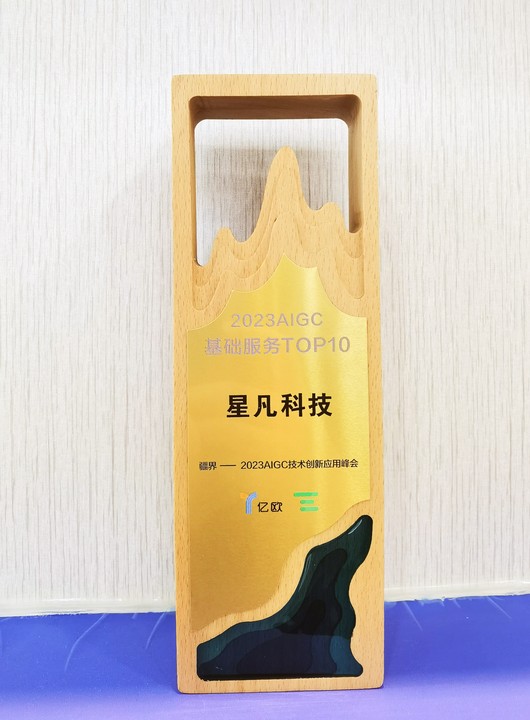 2023AIGC
基础服务TOP10
星凡科技
疆界 —— 2023AIGC技术创新应用峰会
亿欧